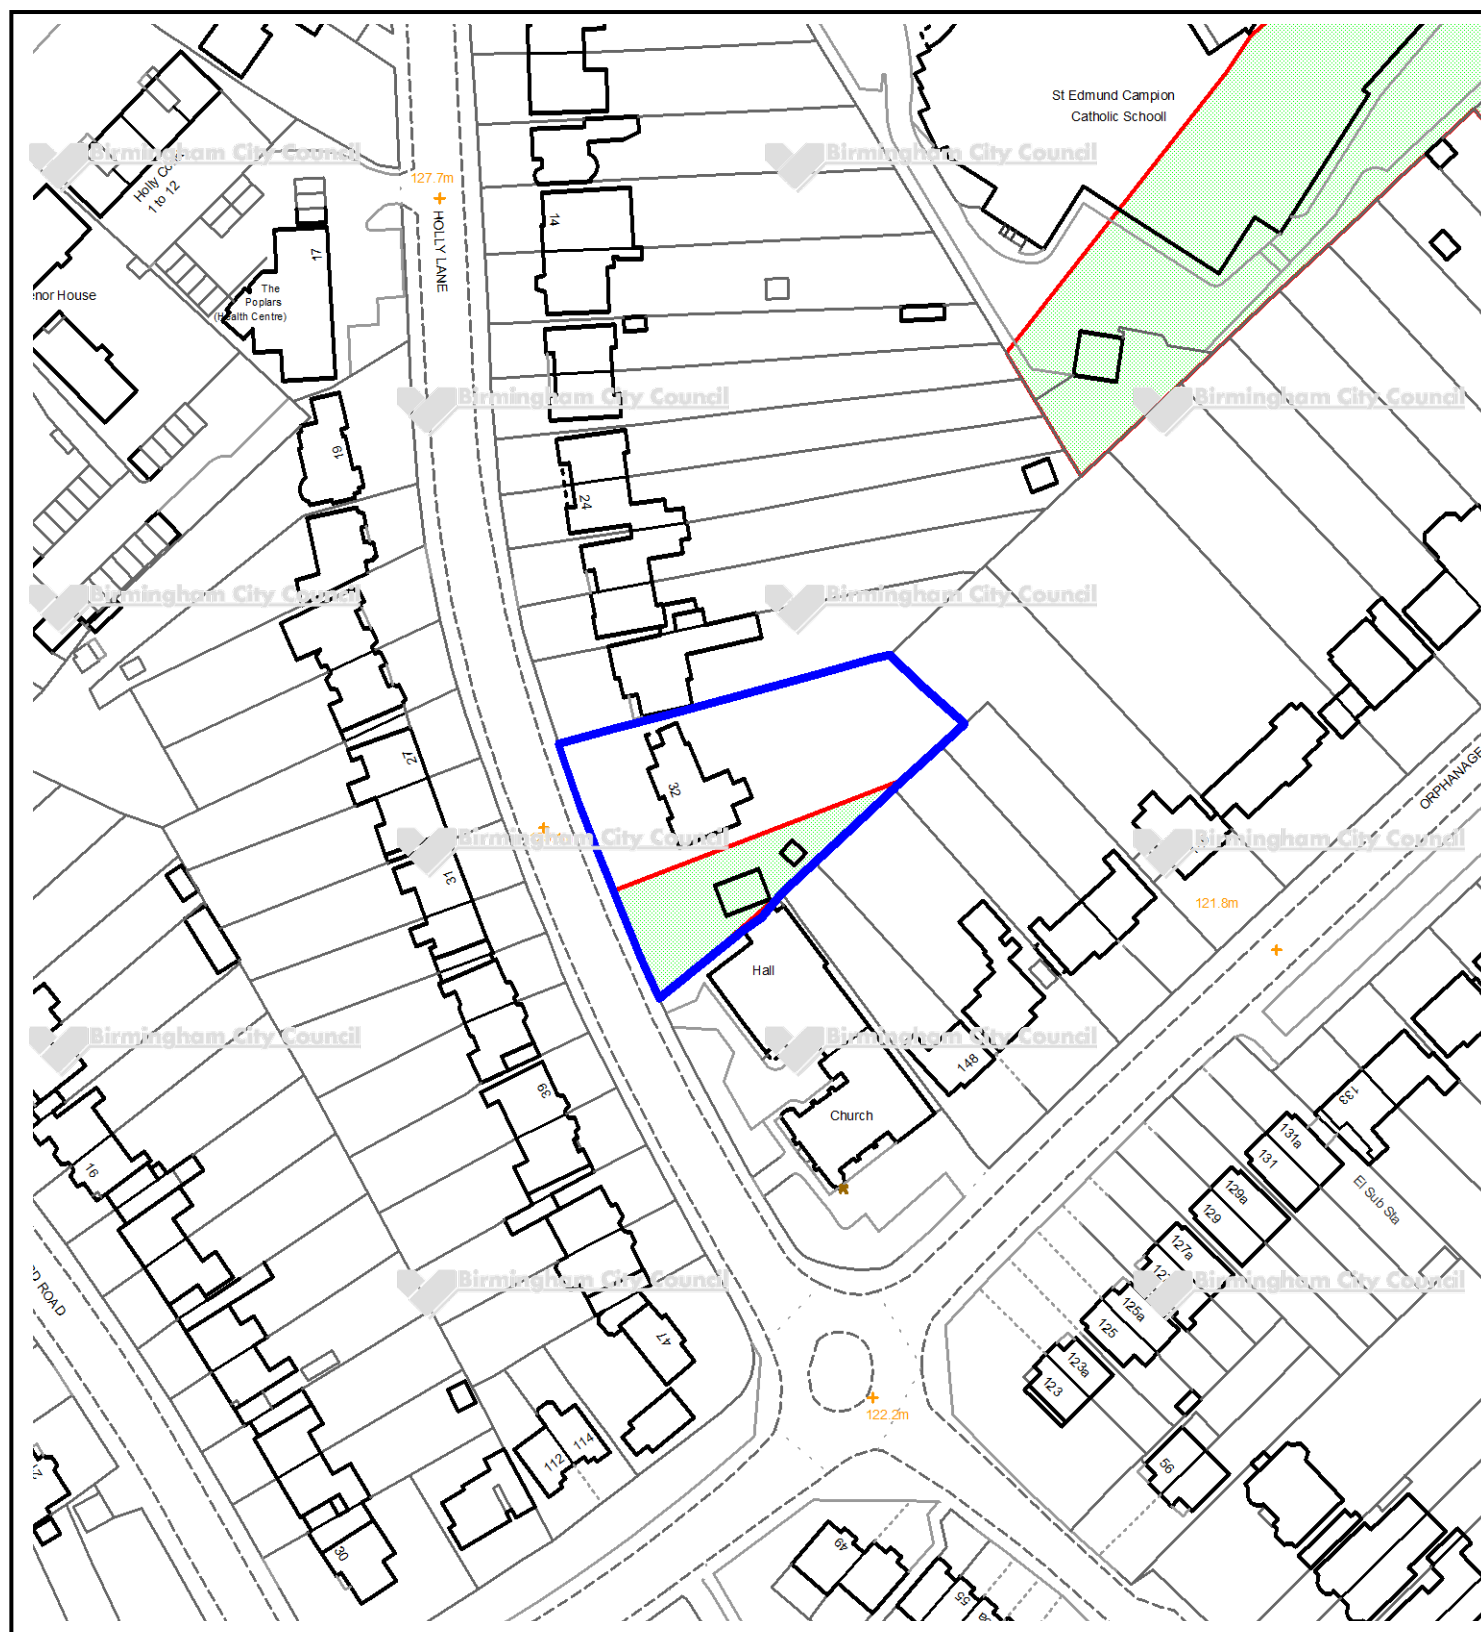 St Edmund Campion
Catholic Schooll
Birmingham City Council
Birmingham City Council
Holly Co
1 to 12
127.7m
HOLLY LANE
14
17
The
Poplars
(Health Centre)
enor House
Birmingham City Council
Birmingham City Council
19
24
Birmingham City Council
Birmingham City Council
27
32
ORPHANAGE
Birmingham City Council
Birmingham City Council
31
121.8m
Hall
Birmingham City Council
Birmingham City Council
148
39
Church
133
131a
131
16
129a
129
El Sub Sta
127a
127
D ROAD
Birmingham City Council
Birmingham City Council
125a
125
47
123a
123
122.2m
114
112
56
30
49
55